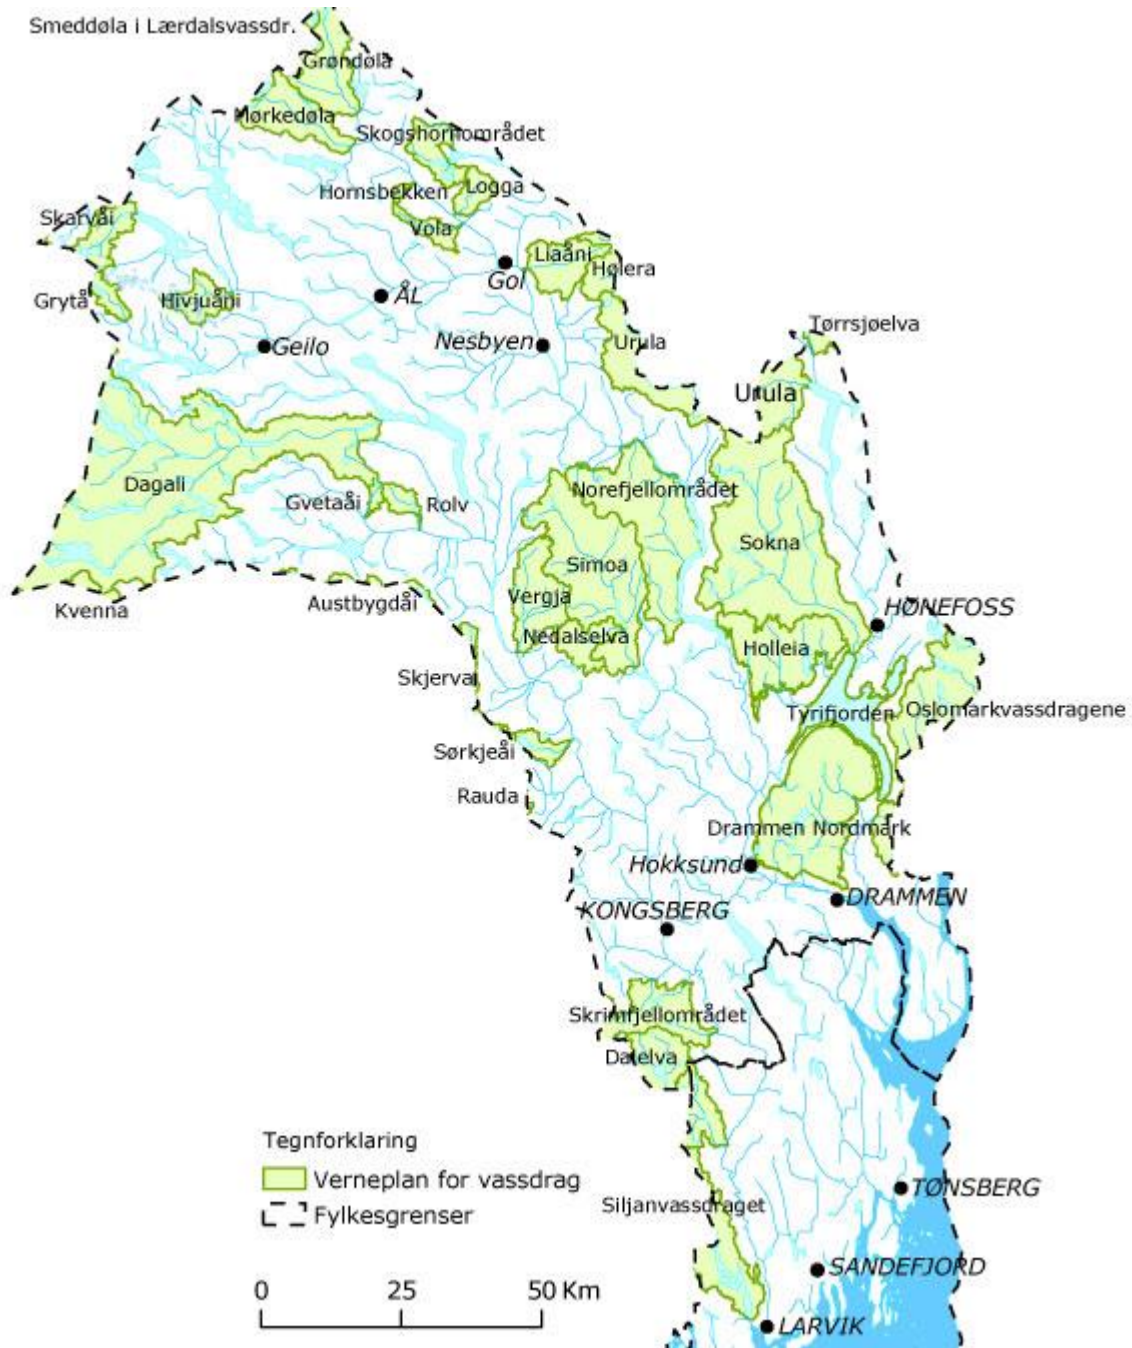 Smeddøla i Lærdalsvassdr.
Grøndøla
Mørkedøla
Skogshornområdet
Hornsbekken
Logga
Skarvåi
Vola
Liaåni
Gol
Hølera
Grytå
Hivjuåni
ÅL
Tørrsjøelva
Geilo
Nesbyen
Urula
Urula
Dagali
Gvetaåi
Rolv
Norefjellområdet
Sokna
Simoa
Vergja
Kvenna
Austbygdåi
HØNEFOSS
Nedalselva
Holleia
Skjerva
Tyrifjorden
Oslomarkvassdragene
Sørkjeåi
Rauda
Drammen Nordmark
Hokksund
DRAMMEN
KONGSBERG
Skrimfjellområdet
Dalelva
Tegnforklaring
Verneplan for vassdrag
Fylkesgrenser
Siljanvassdraget
TØNSBERG
SANDEFJORD
0 25 50 Km
LARVIK